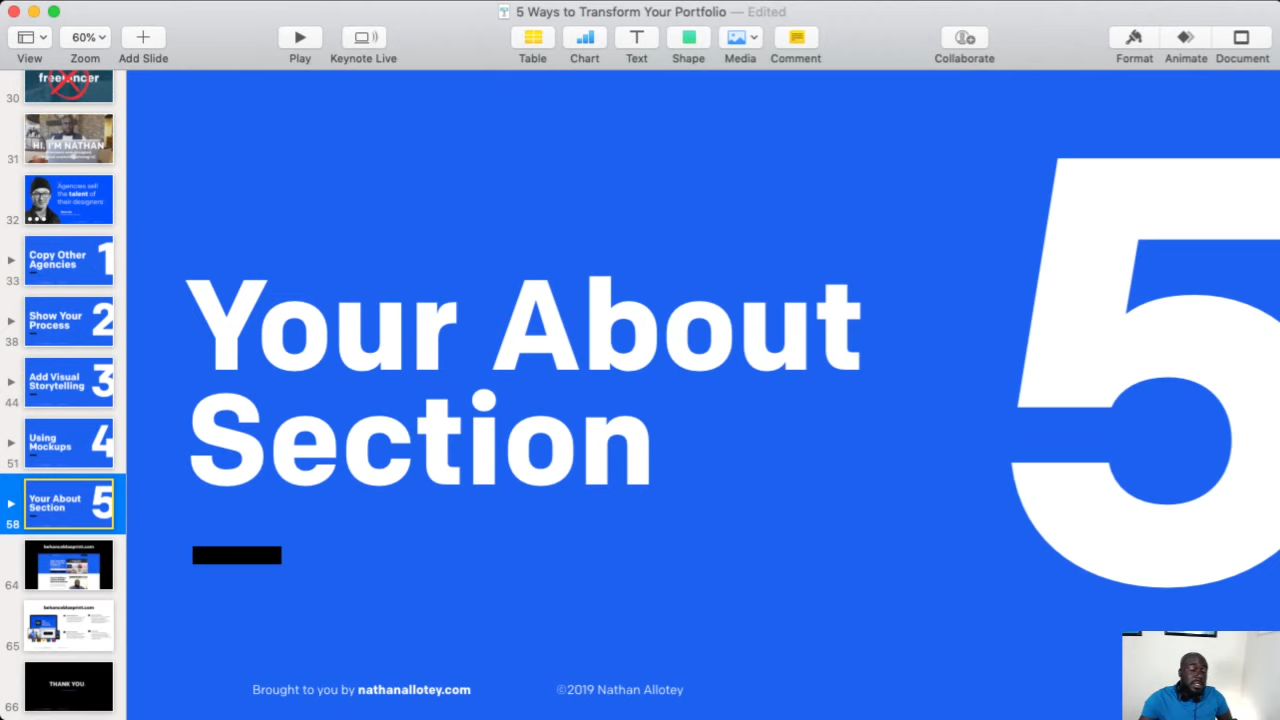 5 Ways to Transform Your Portfolio — Edited
60%
View
Zoom
Add Slide
Play
Keynote Live
Table
Chart
Text
Shape
Media
Comment
Collaborate
Format
Animate
Document
freelancer
30
HI, I'M NATHAN
31
Agencies sell
the talent of
their designers
32
Copy Other
Agencies
1
33
Show Your
Process
2
38
Add Visual
Storytelling
3
44
Using
Mockups
4
51
Your About
Section
5
58
64
65
THANK YOU
66
Your About
Section
5
Brought to you by nathanallotey.com
©2019 Nathan Allotey